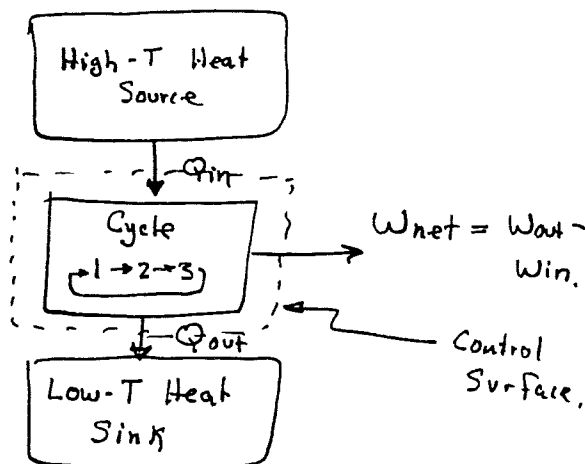 High-T Heat
Source
Qin
Cycle
1 → 2 → 3
Wnet = Wout -
Win.
Qout
Control
Surface.
Low-T Heat
Sink